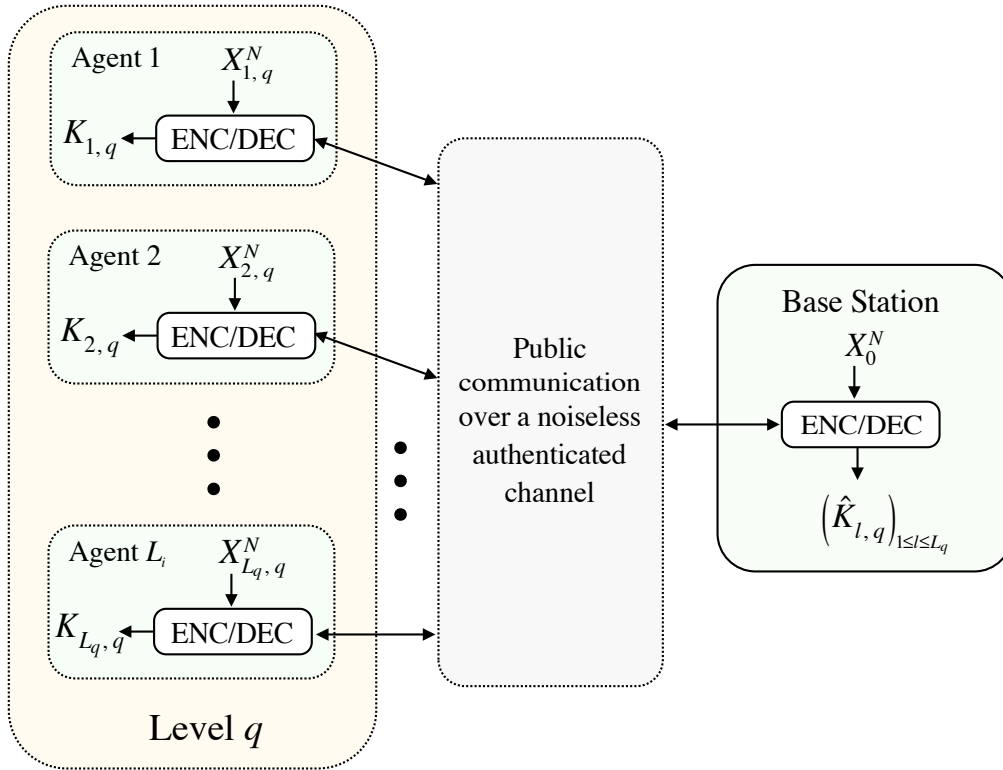 Agent 1
X_{1, q}^N
K_{1, q}
ENC/DEC
Agent 2
X_{2, q}^N
K_{2, q}
ENC/DEC
Agent L_i
X_{L_q, q}^N
K_{L_q, q}
ENC/DEC
Level q
Public
communication
over a noiseless
authenticated
channel
Base Station
X_0^N
ENC/DEC
(K̂_{l, q})_{1≤l≤L_q}